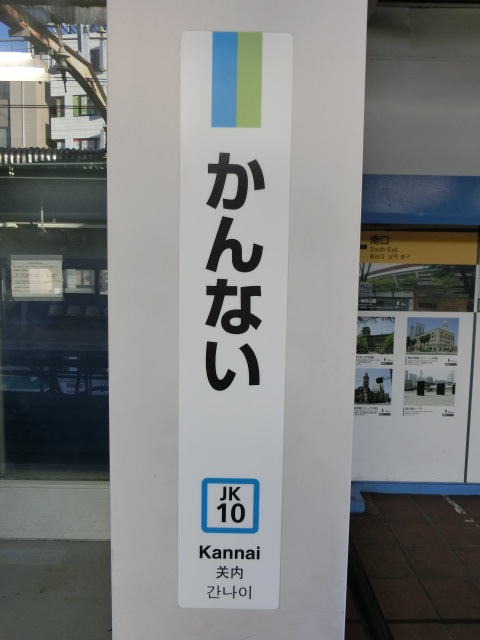 かんない
JK
10
Kannai
关内
간나이
南口
South Exit